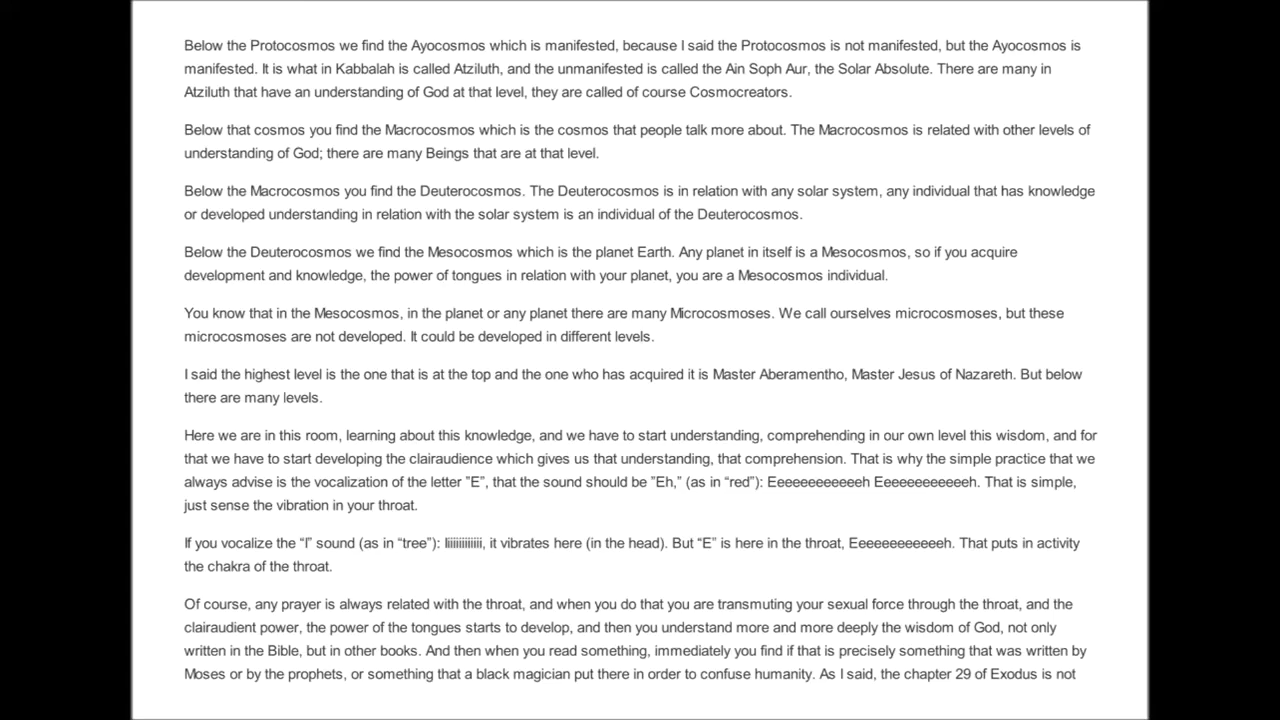 Below the Protocosmos we find the Ayocosmos which is manifested, because I said the Protocosmos is not manifested, but the Ayocosmos is
manifested. It is what in Kabbalah is called Atziluth, and the unmanifested is called the Ain Soph Aur, the Solar Absolute. There are many in
Atziluth that have an understanding of God at that level, they are called of course Cosmocreators.
Below that cosmos you find the Macrocosmos which is the cosmos that people talk more about. The Macrocosmos is related with other levels of
understanding of God; there are many Beings that are at that level.
Below the Macrocosmos you find the Deuterocosmos. The Deuterocosmos is in relation with any solar system, any individual that has knowledge
or developed understanding in relation with the solar system is an individual of the Deuterocosmos.
Below the Deuterocosmos we find the Mesocosmos which is the planet Earth. Any planet in itself is a Mesocosmos, so if you acquire
development and knowledge, the power of tongues in relation with your planet, you are a Mesocosmos individual.
You know that in the Mesocosmos, in the planet or any planet there are many Microcosmoses. We call ourselves microcosmoses, but these
microcosmoses are not developed. It could be developed in different levels.
I said the highest level is the one that is at the top and the one who has acquired it is Master Aberamentho, Master Jesus of Nazareth. But below
there are many levels.
Here we are in this room, learning about this knowledge, and we have to start understanding, comprehending in our own level this wisdom, and for
that we have to start developing the clairaudience which gives us that understanding, that comprehension. That is why the simple practice that we
always advise is the vocalization of the letter ”E”, that the sound should be ”Eh,” (as in “red”): Eeeeeeeeeeeeh Eeeeeeeeeeeeh. That is simple,
just sense the vibration in your throat.
If you vocalize the “I” sound (as in “tree”): Iiiiiiiiiiiii, it vibrates here (in the head). But “E” is here in the throat, Eeeeeeeeeeeeh. That puts in activity
the chakra of the throat.
Of course, any prayer is always related with the throat, and when you do that you are transmuting your sexual force through the throat, and the
clairaudient power, the power of the tongues starts to develop, and then you understand more and more deeply the wisdom of God, not only
written in the Bible, but in other books. And then when you read something, immediately you find if that is precisely something that was written by
Moses or by the prophets, or something that a black magician put there in order to confuse humanity. As I said, the chapter 29 of Exodus is not